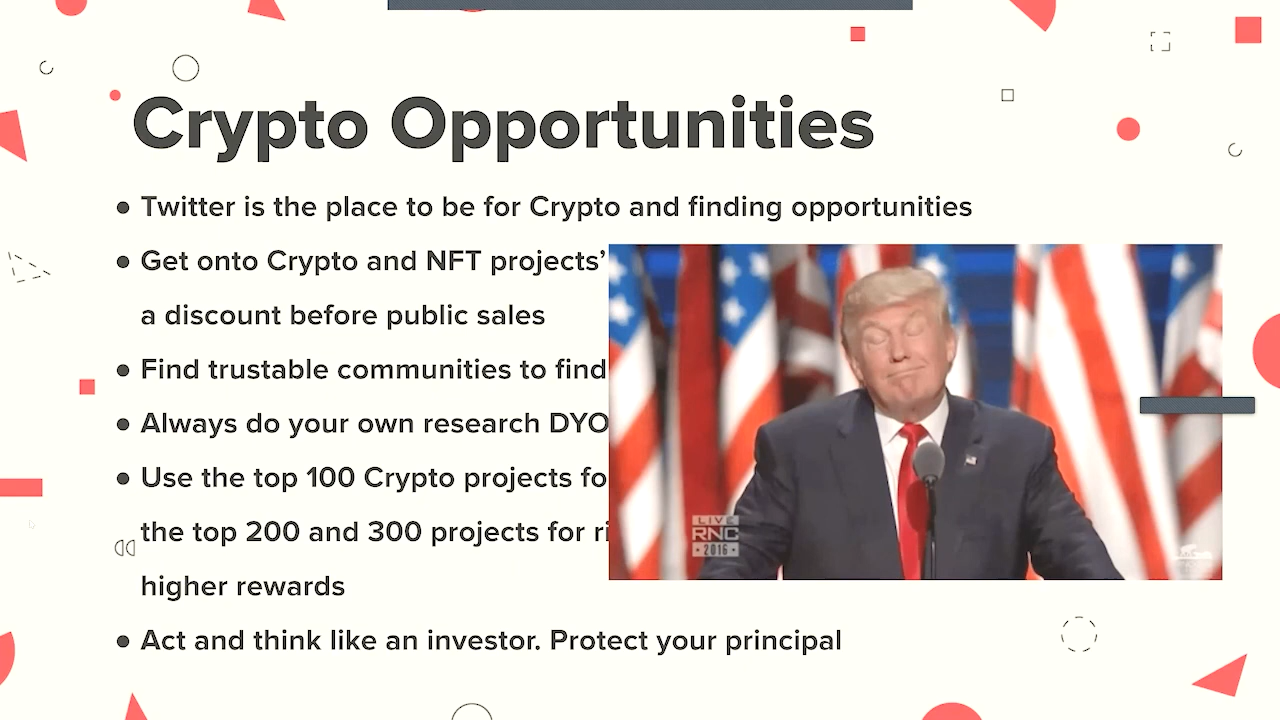 Crypto Opportunities
● Twitter is the place to be for Crypto and finding opportunities
● Get onto Crypto and NFT projects’
a discount before public sales
● Find trustable communities to find
● Always do your own research DYO
● Use the top 100 Crypto projects fo
the top 200 and 300 projects for ri
higher rewards
● Act and think like an investor. Protect your principal
LIVE
RNC
• 2016 •